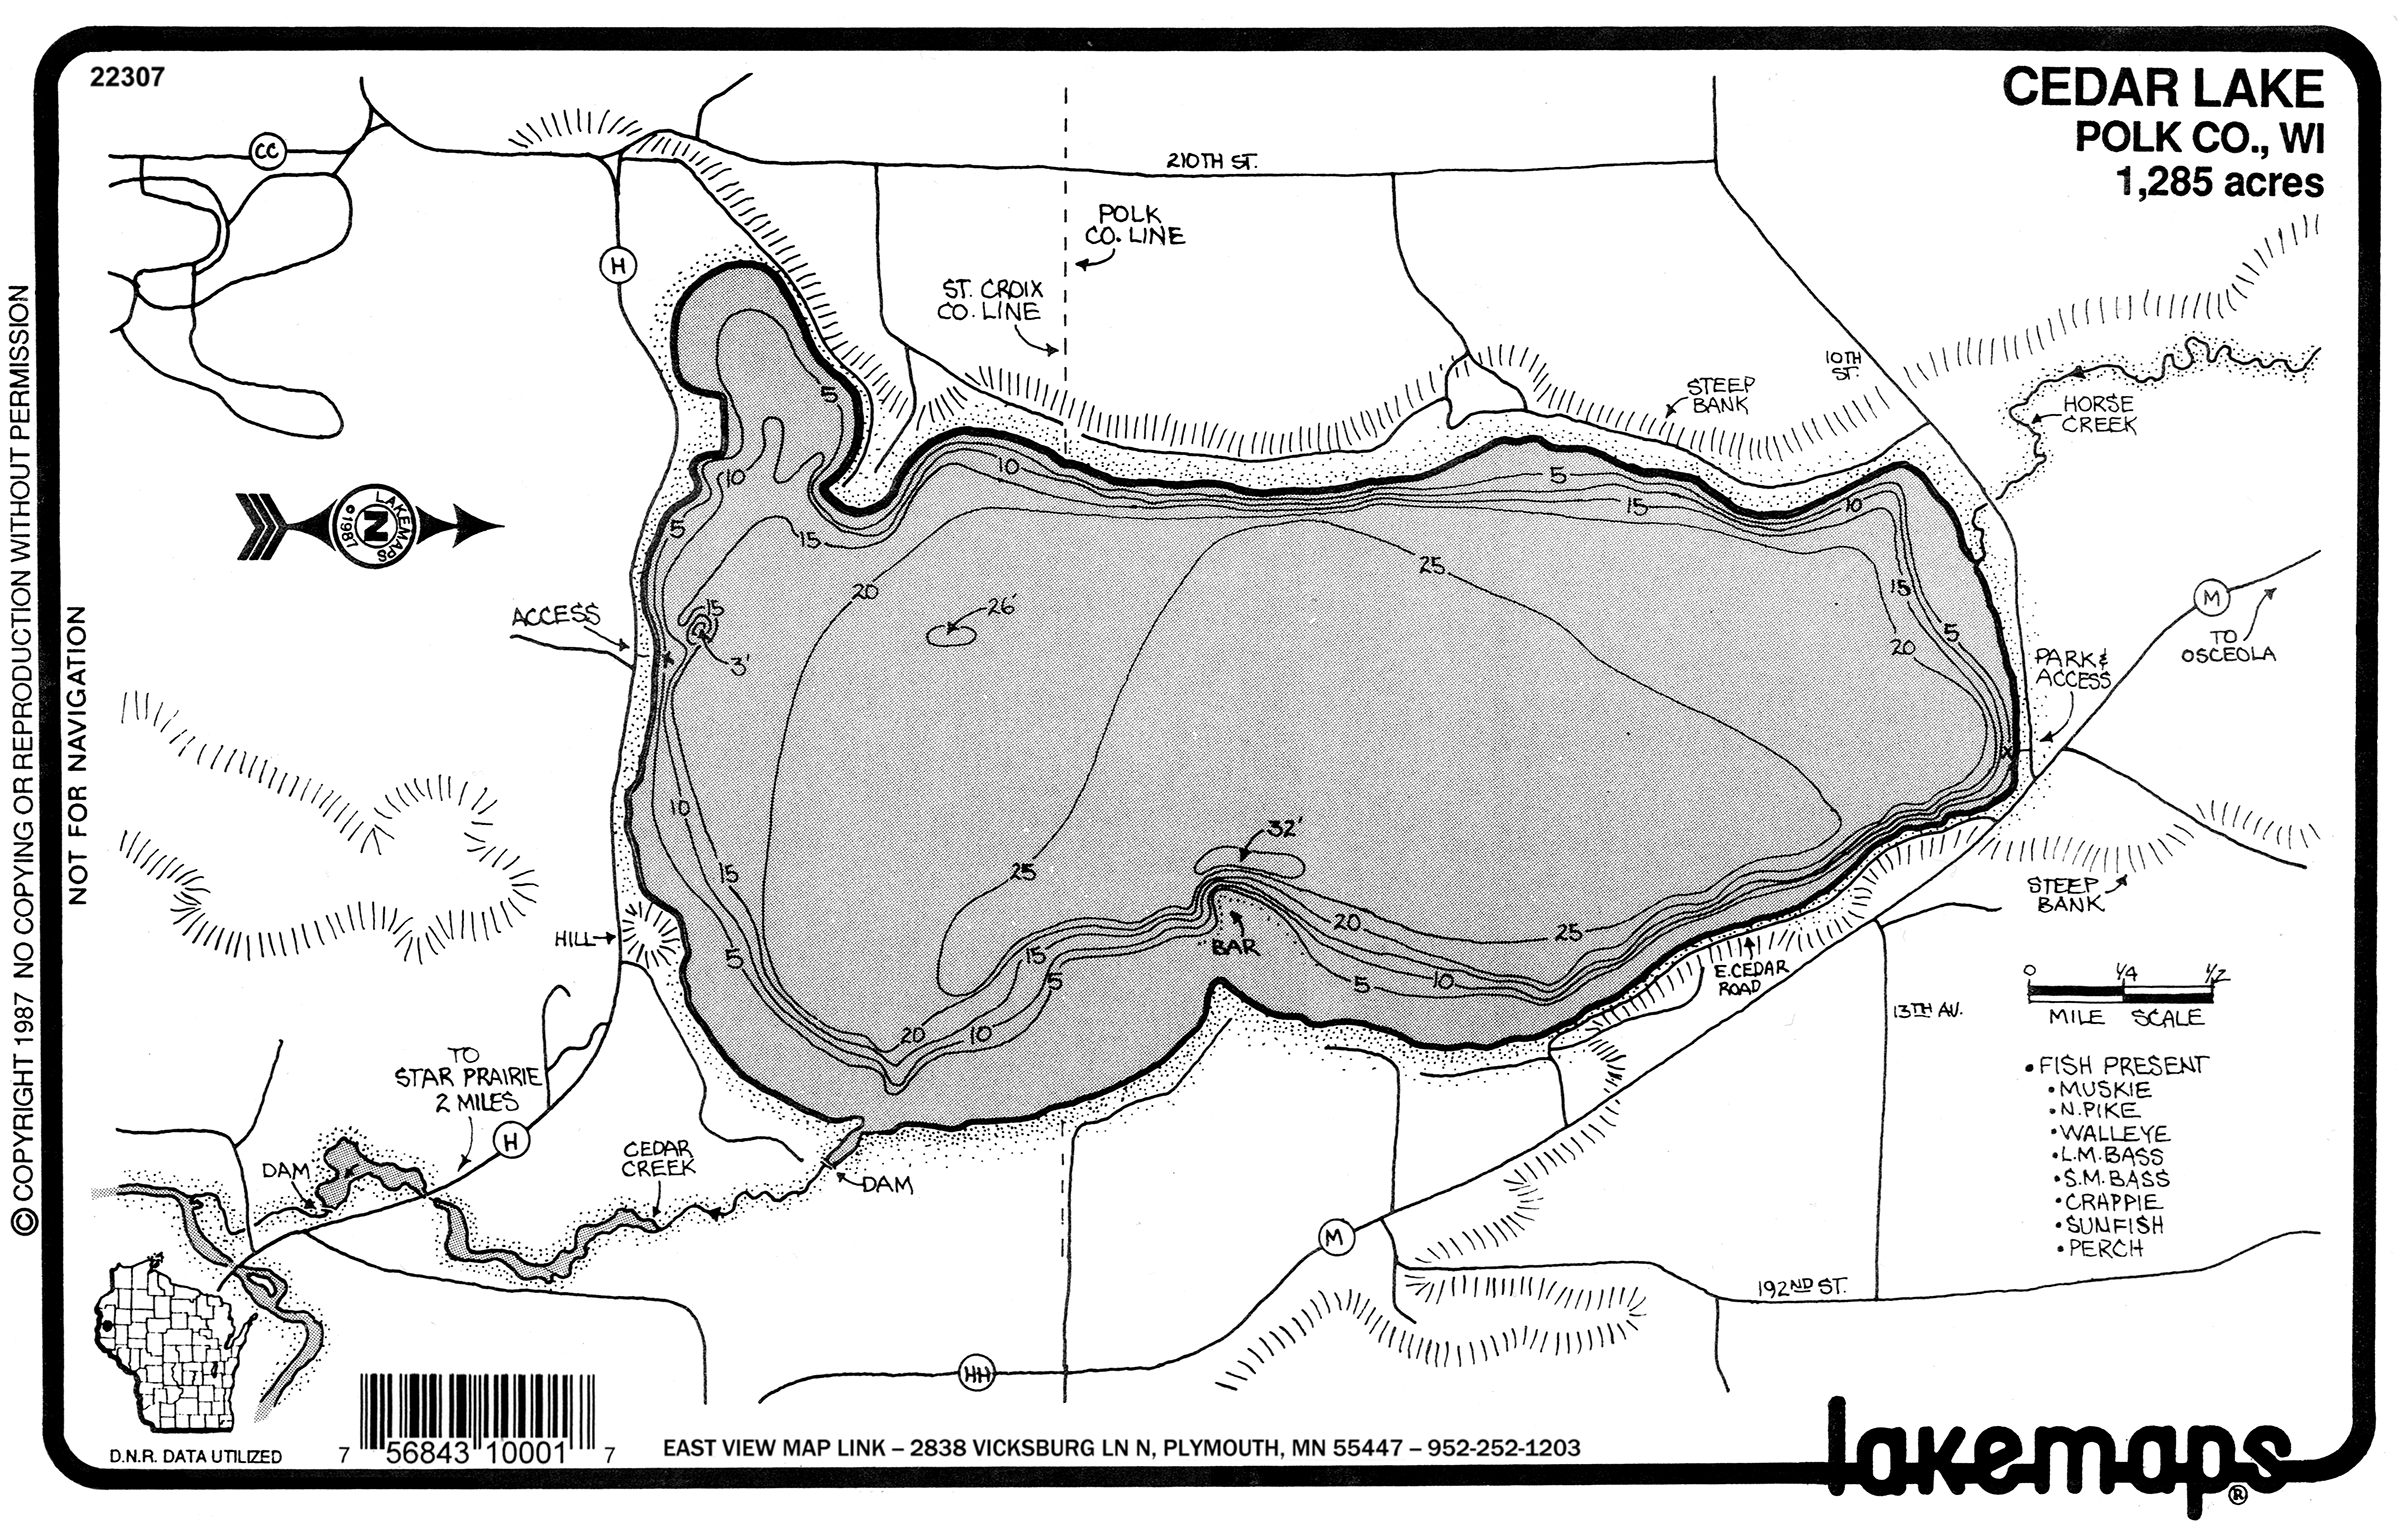 22307
CEDAR LAKE
POLK CO., WI
1,285 acres
CC
210TH ST.
H
POLK
CO. LINE
ST. CROIX
CO. LINE
10TH
ST.
STEEP
BANK
HORSE
CREEK
5
10
10
5
15
10
5
15
LAKEMAPS
©1987
N
25
20
15
ACCESS
15
3'
26'
5
20
M
TO
OSCEOLA
PARK &
ACCESS
10
32'
15
25
STEEP
BANK
HILL
5
BAR
20
25
15
5
10
5
E. CEDAR
ROAD
0 1/4 1/2
MILE SCALE
13TH AV.
20
10
TO
STAR PRAIRIE
2 MILES
H
• FISH PRESENT
• MUSKIE
• N. PIKE
• WALLEYE
• L.M. BASS
• S.M. BASS
• CRAPPIE
• SUNFISH
• PERCH
DAM
CEDAR
CREEK
DAM
M
192ND ST.
HH
D.N.R. DATA UTILIZED
7 56843 10001 7
EAST VIEW MAP LINK – 2838 VICKSBURG LN N, PLYMOUTH, MN 55447 – 952-252-1203
lakemaps®
© COPYRIGHT 1987 NO COPYING OR REPRODUCTION WITHOUT PERMISSION
NOT FOR NAVIGATION